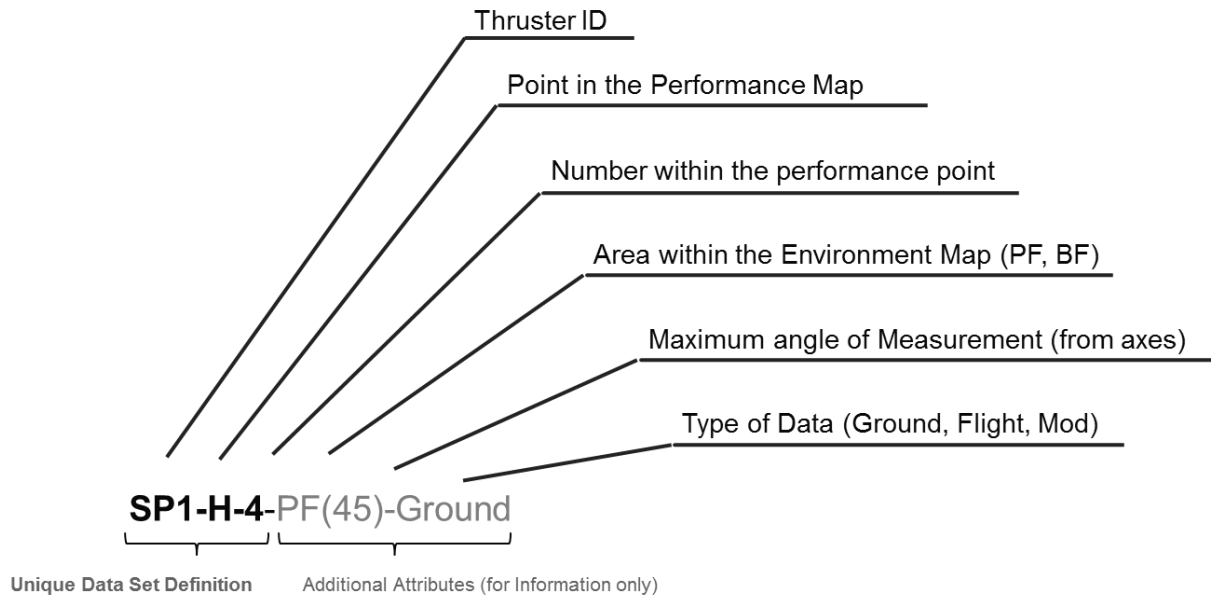 Thruster ID
Point in the Performance Map
Number within the performance point
Area within the Environment Map (PF, BF)
Maximum angle of Measurement (from axes)
Type of Data (Ground, Flight, Mod)
SP1-H-4-PF(45)-Ground
Unique Data Set Definition Additional Attributes (for Information only)